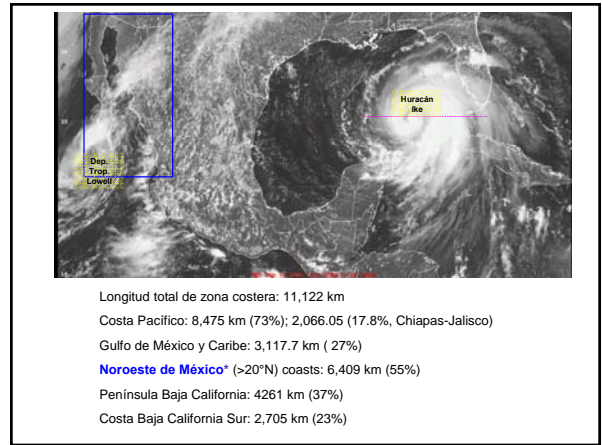 Huracán
Ike
Dep.
Trop.
Lowell
Longitud total de zona costera: 11,122 km
Costa Pacífico: 8,475 km (73%); 2,066.05 (17.8%, Chiapas-Jalisco)
Gulfo de México y Caribe: 3,117.7 km ( 27%)
Noroeste de México* (>20°N) coasts: 6,409 km (55%)
Península Baja California: 4261 km (37%)
Costa Baja California Sur: 2,705 km (23%)